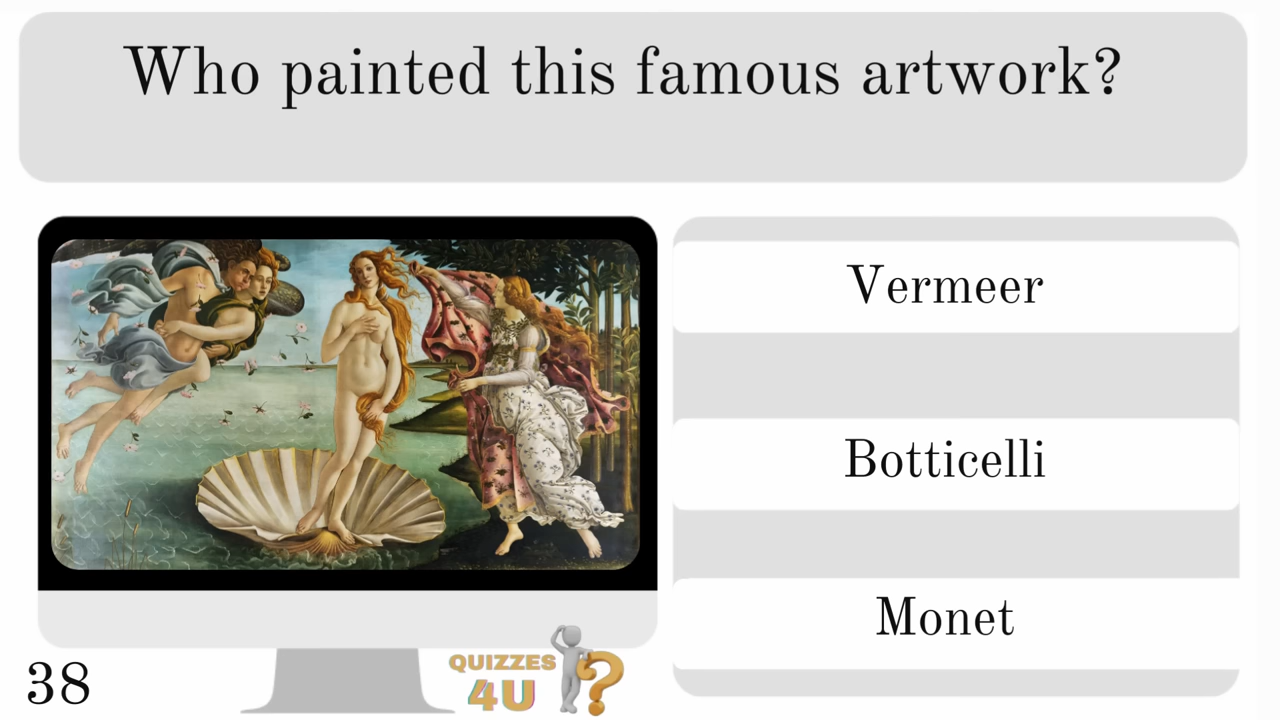 Who painted this famous artwork?
Vermeer
Botticelli
Monet
38
QUIZZES
4U